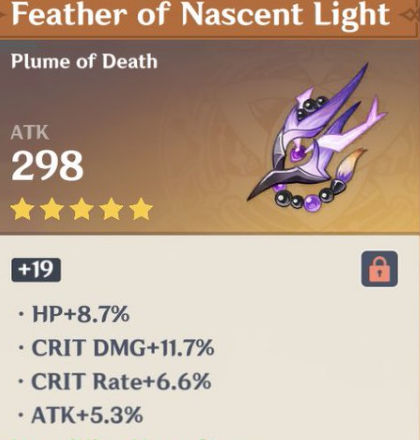 Feather of Nascent Light
Plume of Death
ATK
298
+19
· HP+8.7%
· CRIT DMG+11.7%
· CRIT Rate+6.6%
· ATK+5.3%